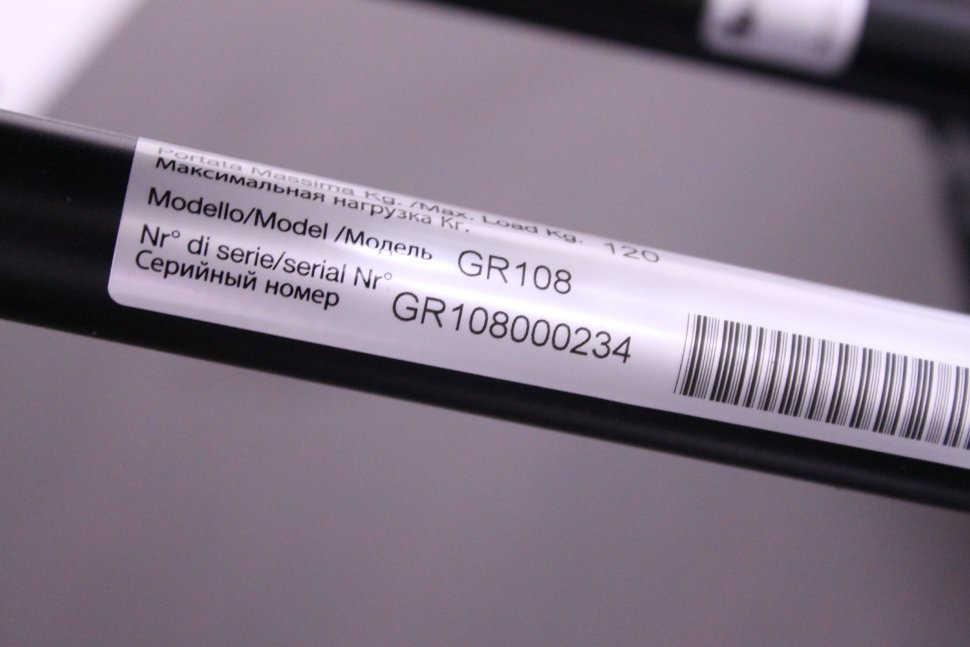 Portata Massima Kg. /Max. Load Kg. 120
Максимальная нагрузка Кг.
Modello/Model /Модель GR108
Nr° di serie/serial Nr° GR108000234
Серийный номер